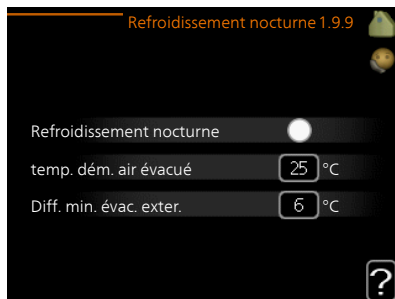 Refroidissement nocturne 1.9.9
Refroidissement nocturne
temp. dém. air évacué 25 °C
Diff. min. évac. exter. 6 °C
?